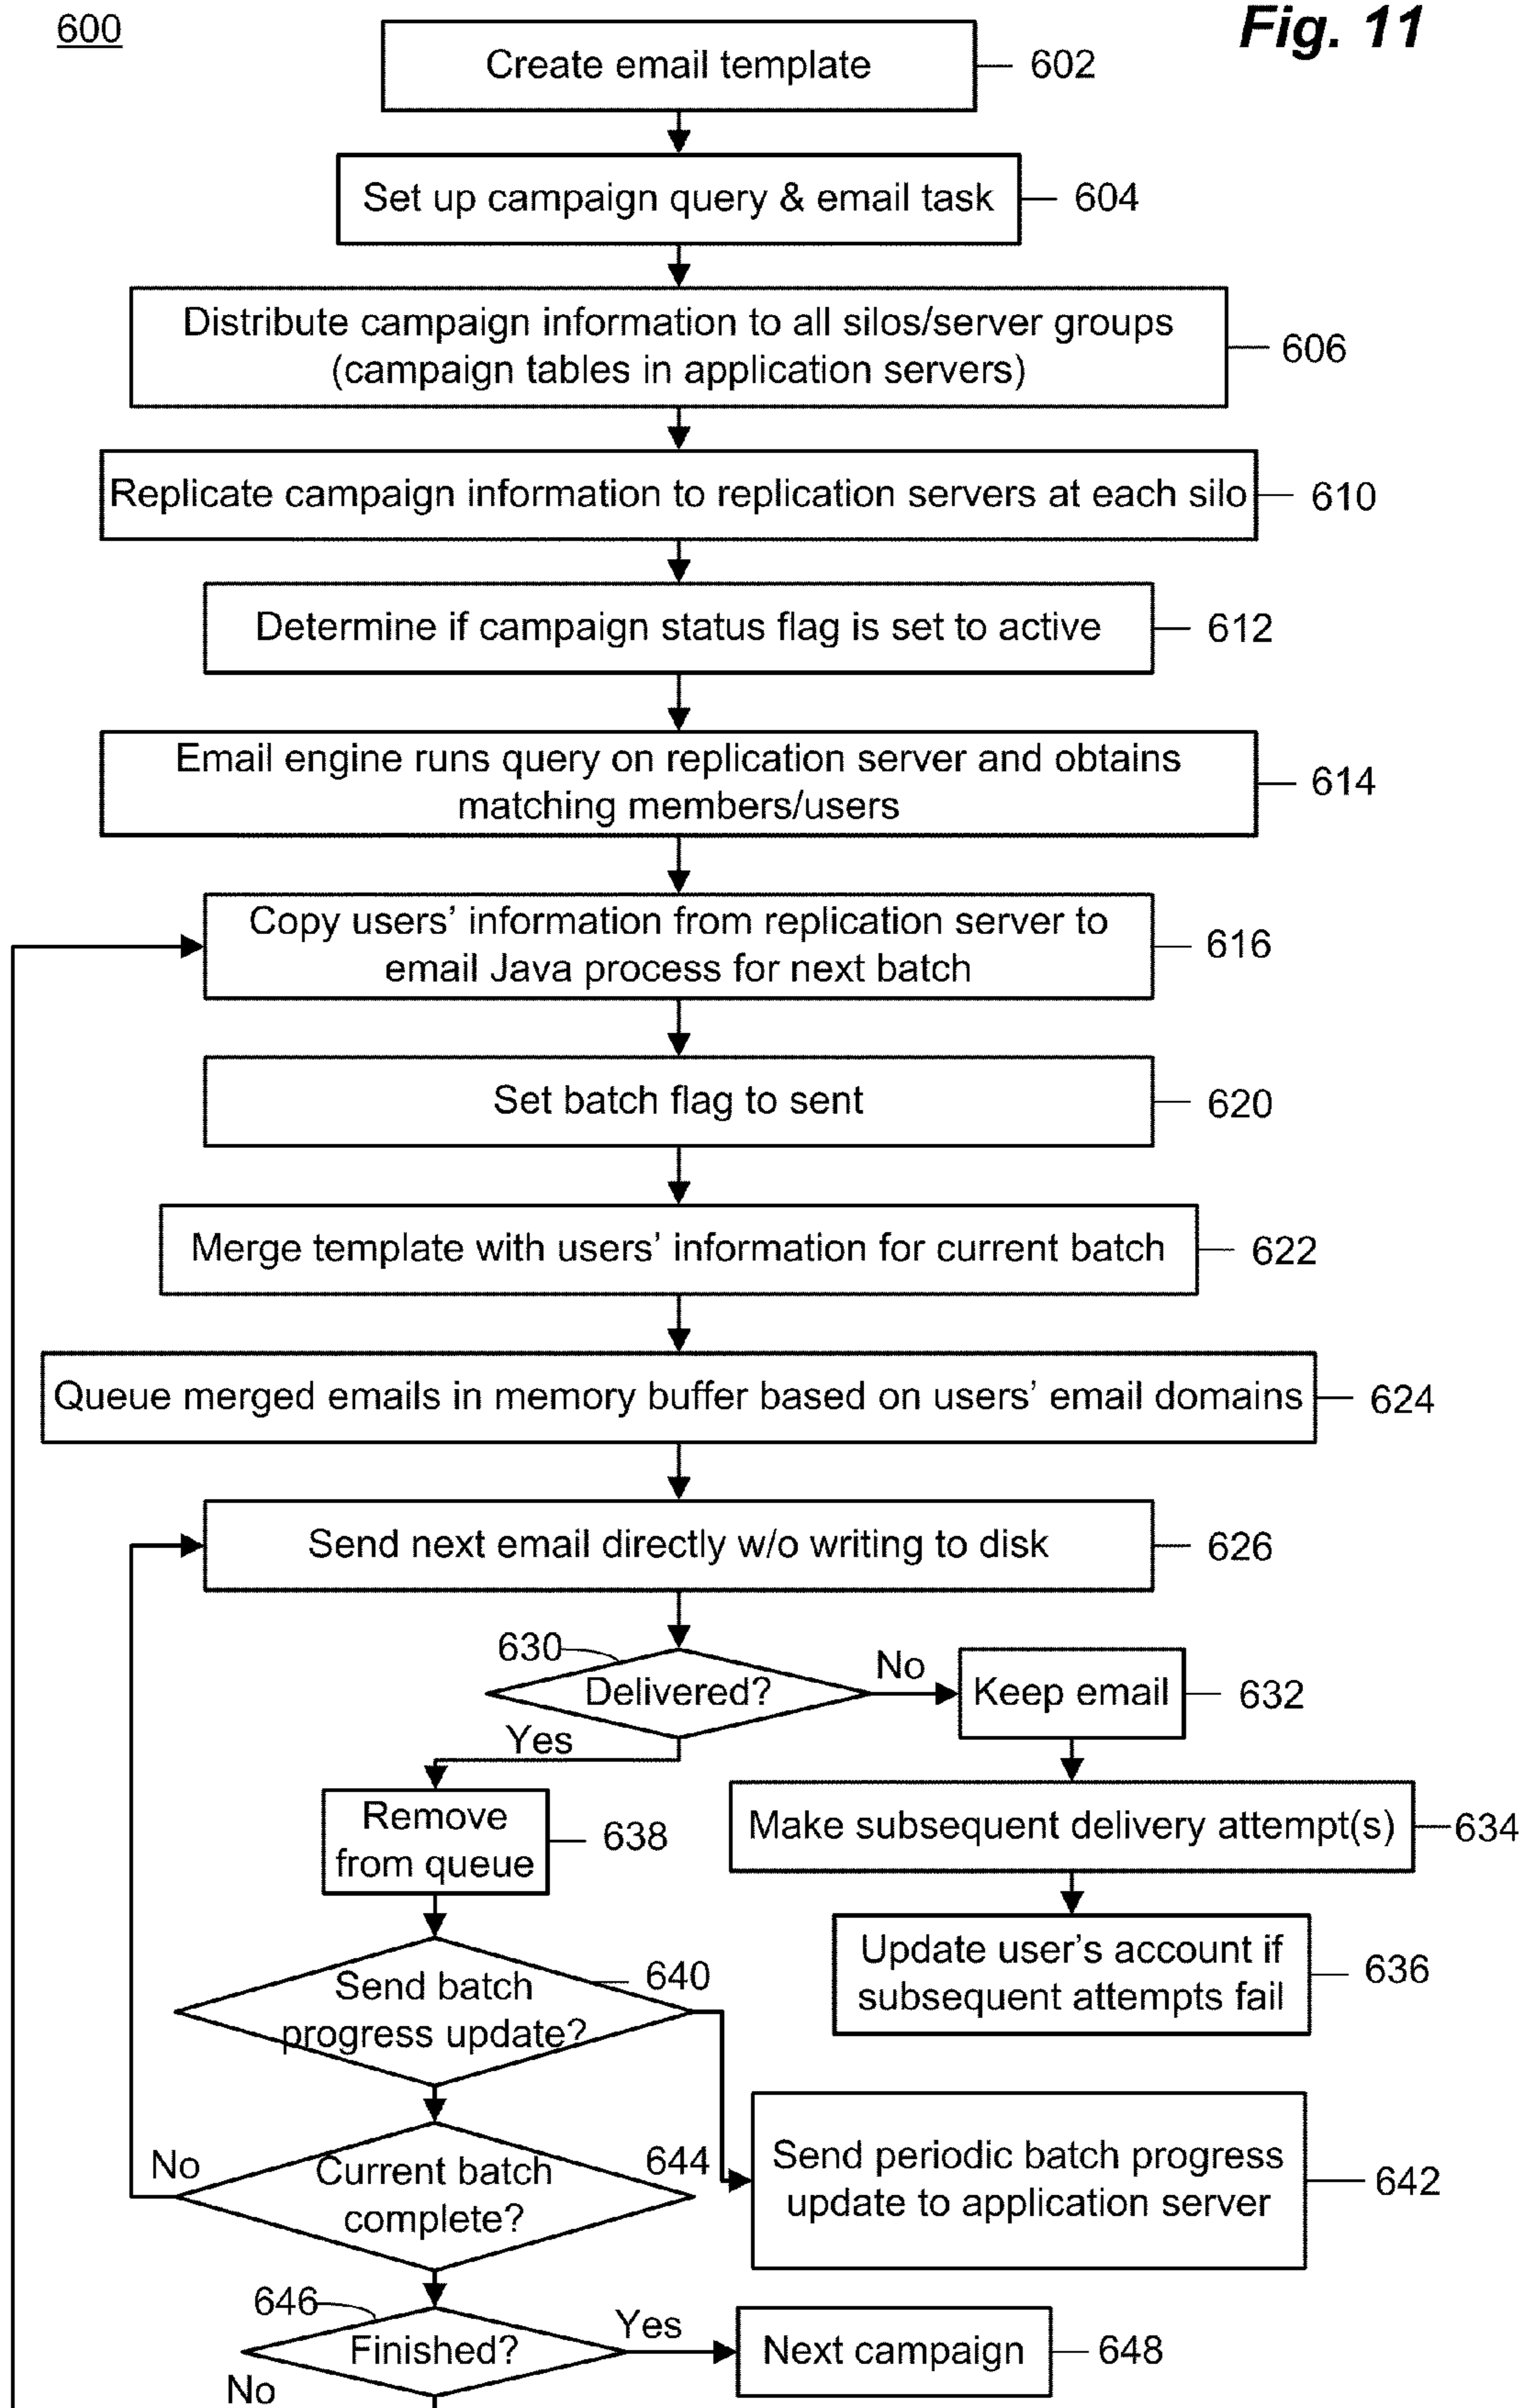 600
Fig. 11
Create email template
602
Set up campaign query & email task
604
Distribute campaign information to all silos/server groups
(campaign tables in application servers)
606
Replicate campaign information to replication servers at each silo
610
Determine if campaign status flag is set to active
612
Email engine runs query on replication server and obtains
matching members/users
614
Copy users’ information from replication server to
email Java process for next batch
616
Set batch flag to sent
620
Merge template with users’ information for current batch
622
Queue merged emails in memory buffer based on users’ email domains
624
Send next email directly w/o writing to disk
626
630
Delivered?
No
Keep email
632
Yes
Remove
from queue
638
Make subsequent delivery attempt(s)
634
Update user’s account if
subsequent attempts fail
636
Send batch
progress update?
640
No
Current batch
complete?
644
Send periodic batch progress
update to application server
642
646
Finished?
Yes
Next campaign
648
No